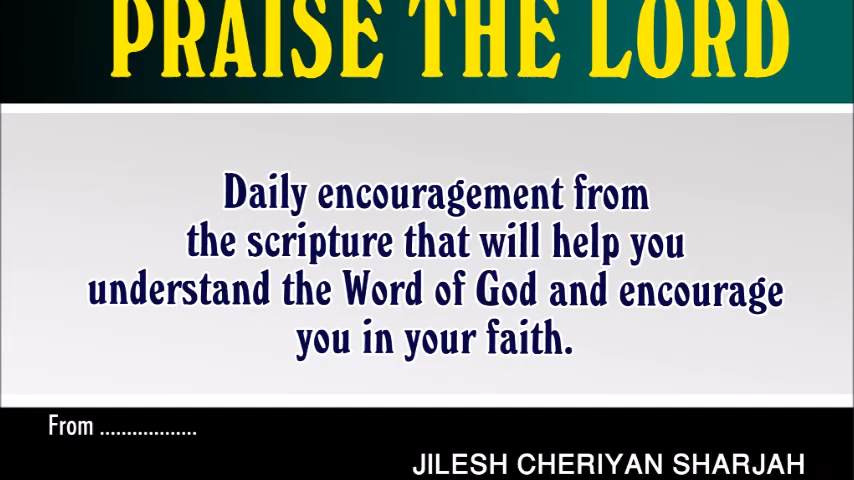 PRAISE THE LORD
Daily encouragement from
the scripture that will help you
understand the Word of God and encourage
you in your faith.
From ..................
JILESH CHERIYAN SHARJAH